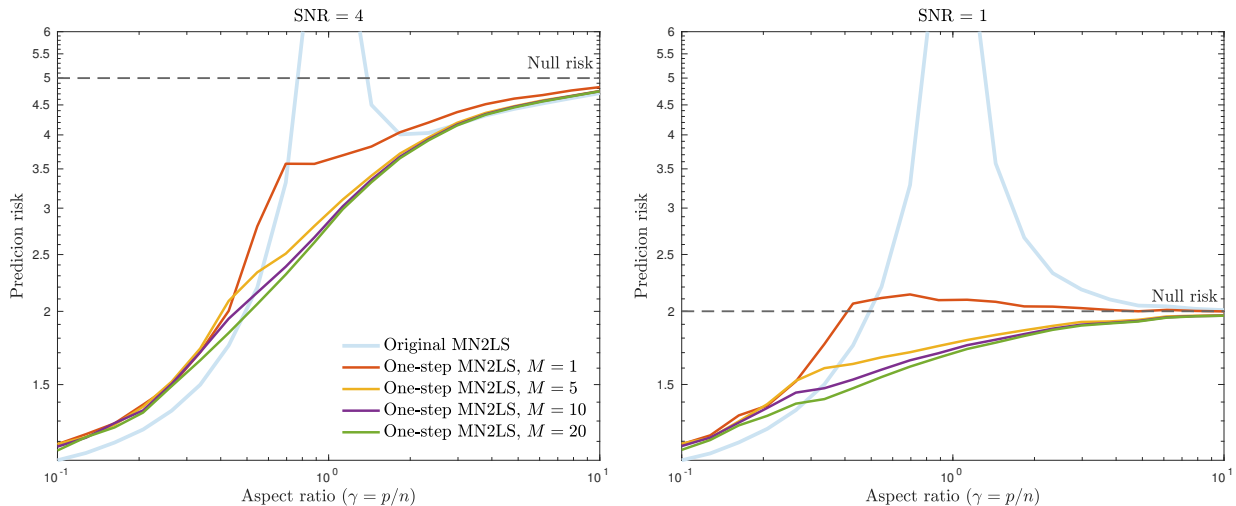 SNR = 4
Predicion risk
6
5.5
5
4.5
4
3.5
3
2.5
2
1.5
Null risk
Original MN2LS
One-step MN2LS, M = 1
One-step MN2LS, M = 5
One-step MN2LS, M = 10
One-step MN2LS, M = 20
10^-1
10^0
10^1
Aspect ratio (γ = p/n)
SNR = 1
Predicion risk
6
5.5
5
4.5
4
3.5
3
2.5
2
1.5
Null risk
10^-1
10^0
10^1
Aspect ratio (γ = p/n)